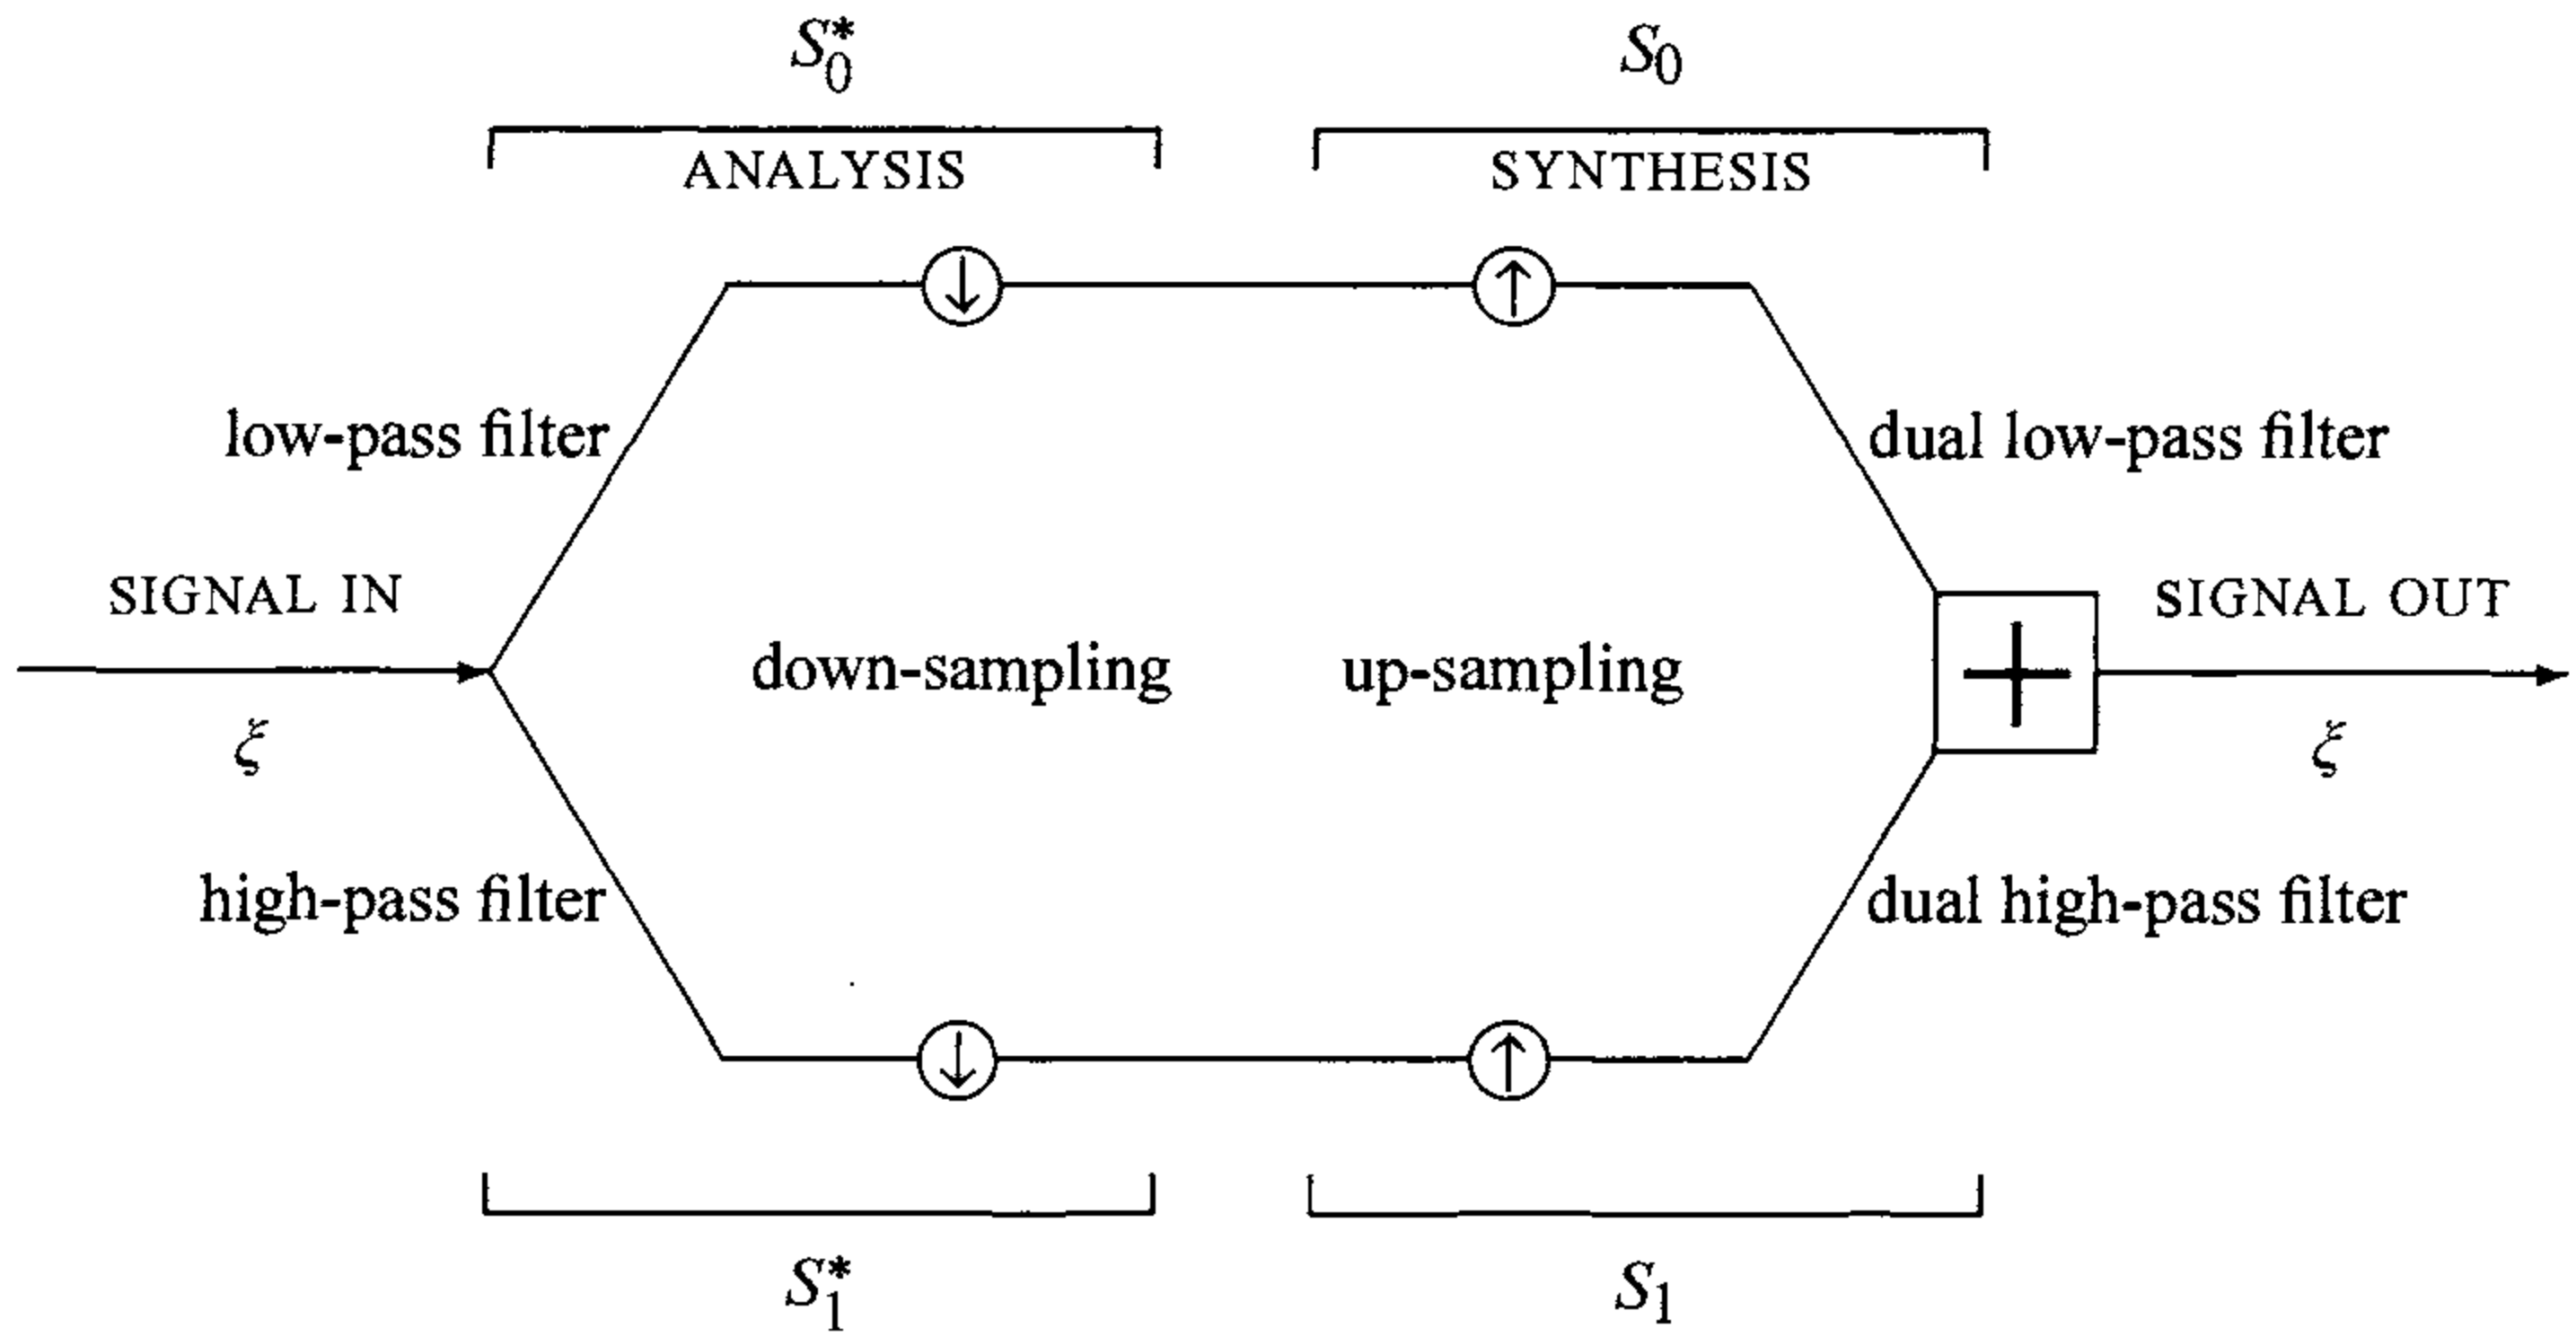 S₀* S₀
ANALYSIS SYNTHESIS
↓ ↑
low-pass filter dual low-pass filter
SIGNAL IN SIGNAL OUT
down-sampling up-sampling +
ξ ξ
high-pass filter dual high-pass filter
↓ ↑
S₁* S₁